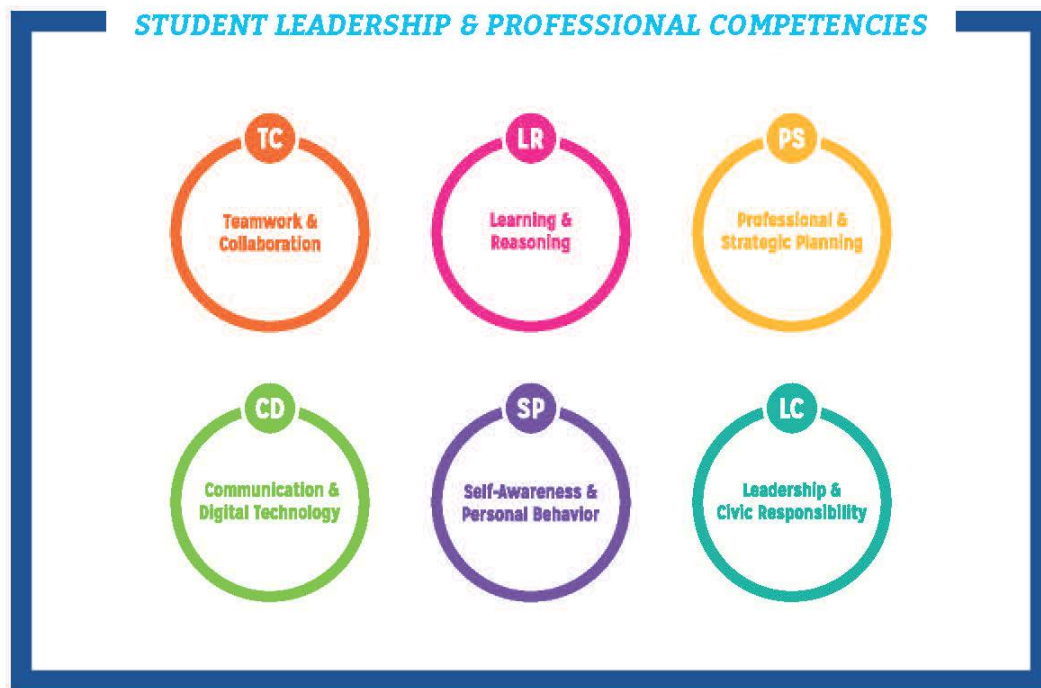 STUDENT LEADERSHIP & PROFESSIONAL COMPETENCIES
TC
Teamwork &
Collaboration
LR
Learning &
Reasoning
PS
Professional &
Strategic Planning
CD
Communication &
Digital Technology
SP
Self-Awareness &
Personal Behavior
LC
Leadership &
Civic Responsibility